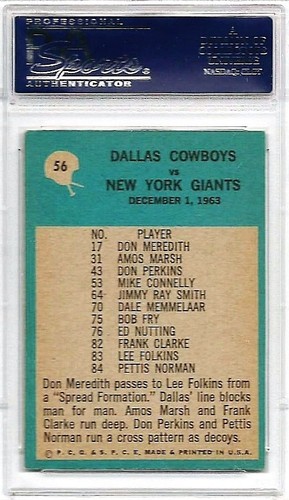 PROFESSIONAL
Sports
AUTHENTICATOR
NASDAQ: CLCT
56
DALLAS COWBOYS
vs
NEW YORK GIANTS
DECEMBER 1, 1963
NO. PLAYER
17 DON MEREDITH
31 AMOS MARSH
43 DON PERKINS
53 MIKE CONNELLY
64 JIMMY RAY SMITH
70 DALE MEMMELAAR
75 BOB FRY
76 ED NUTTING
82 FRANK CLARKE
83 LEE FOLKINS
84 PETTIS NORMAN
Don Meredith passes to Lee Folkins from
a "Spread Formation." Dallas' line blocks
man for man. Amos Marsh and Frank
Clarke run deep. Don Perkins and Pettis
Norman run a cross pattern as decoys.
© P. C. G. & S. P. C. E. MADE & PRINTED IN U.S.A.